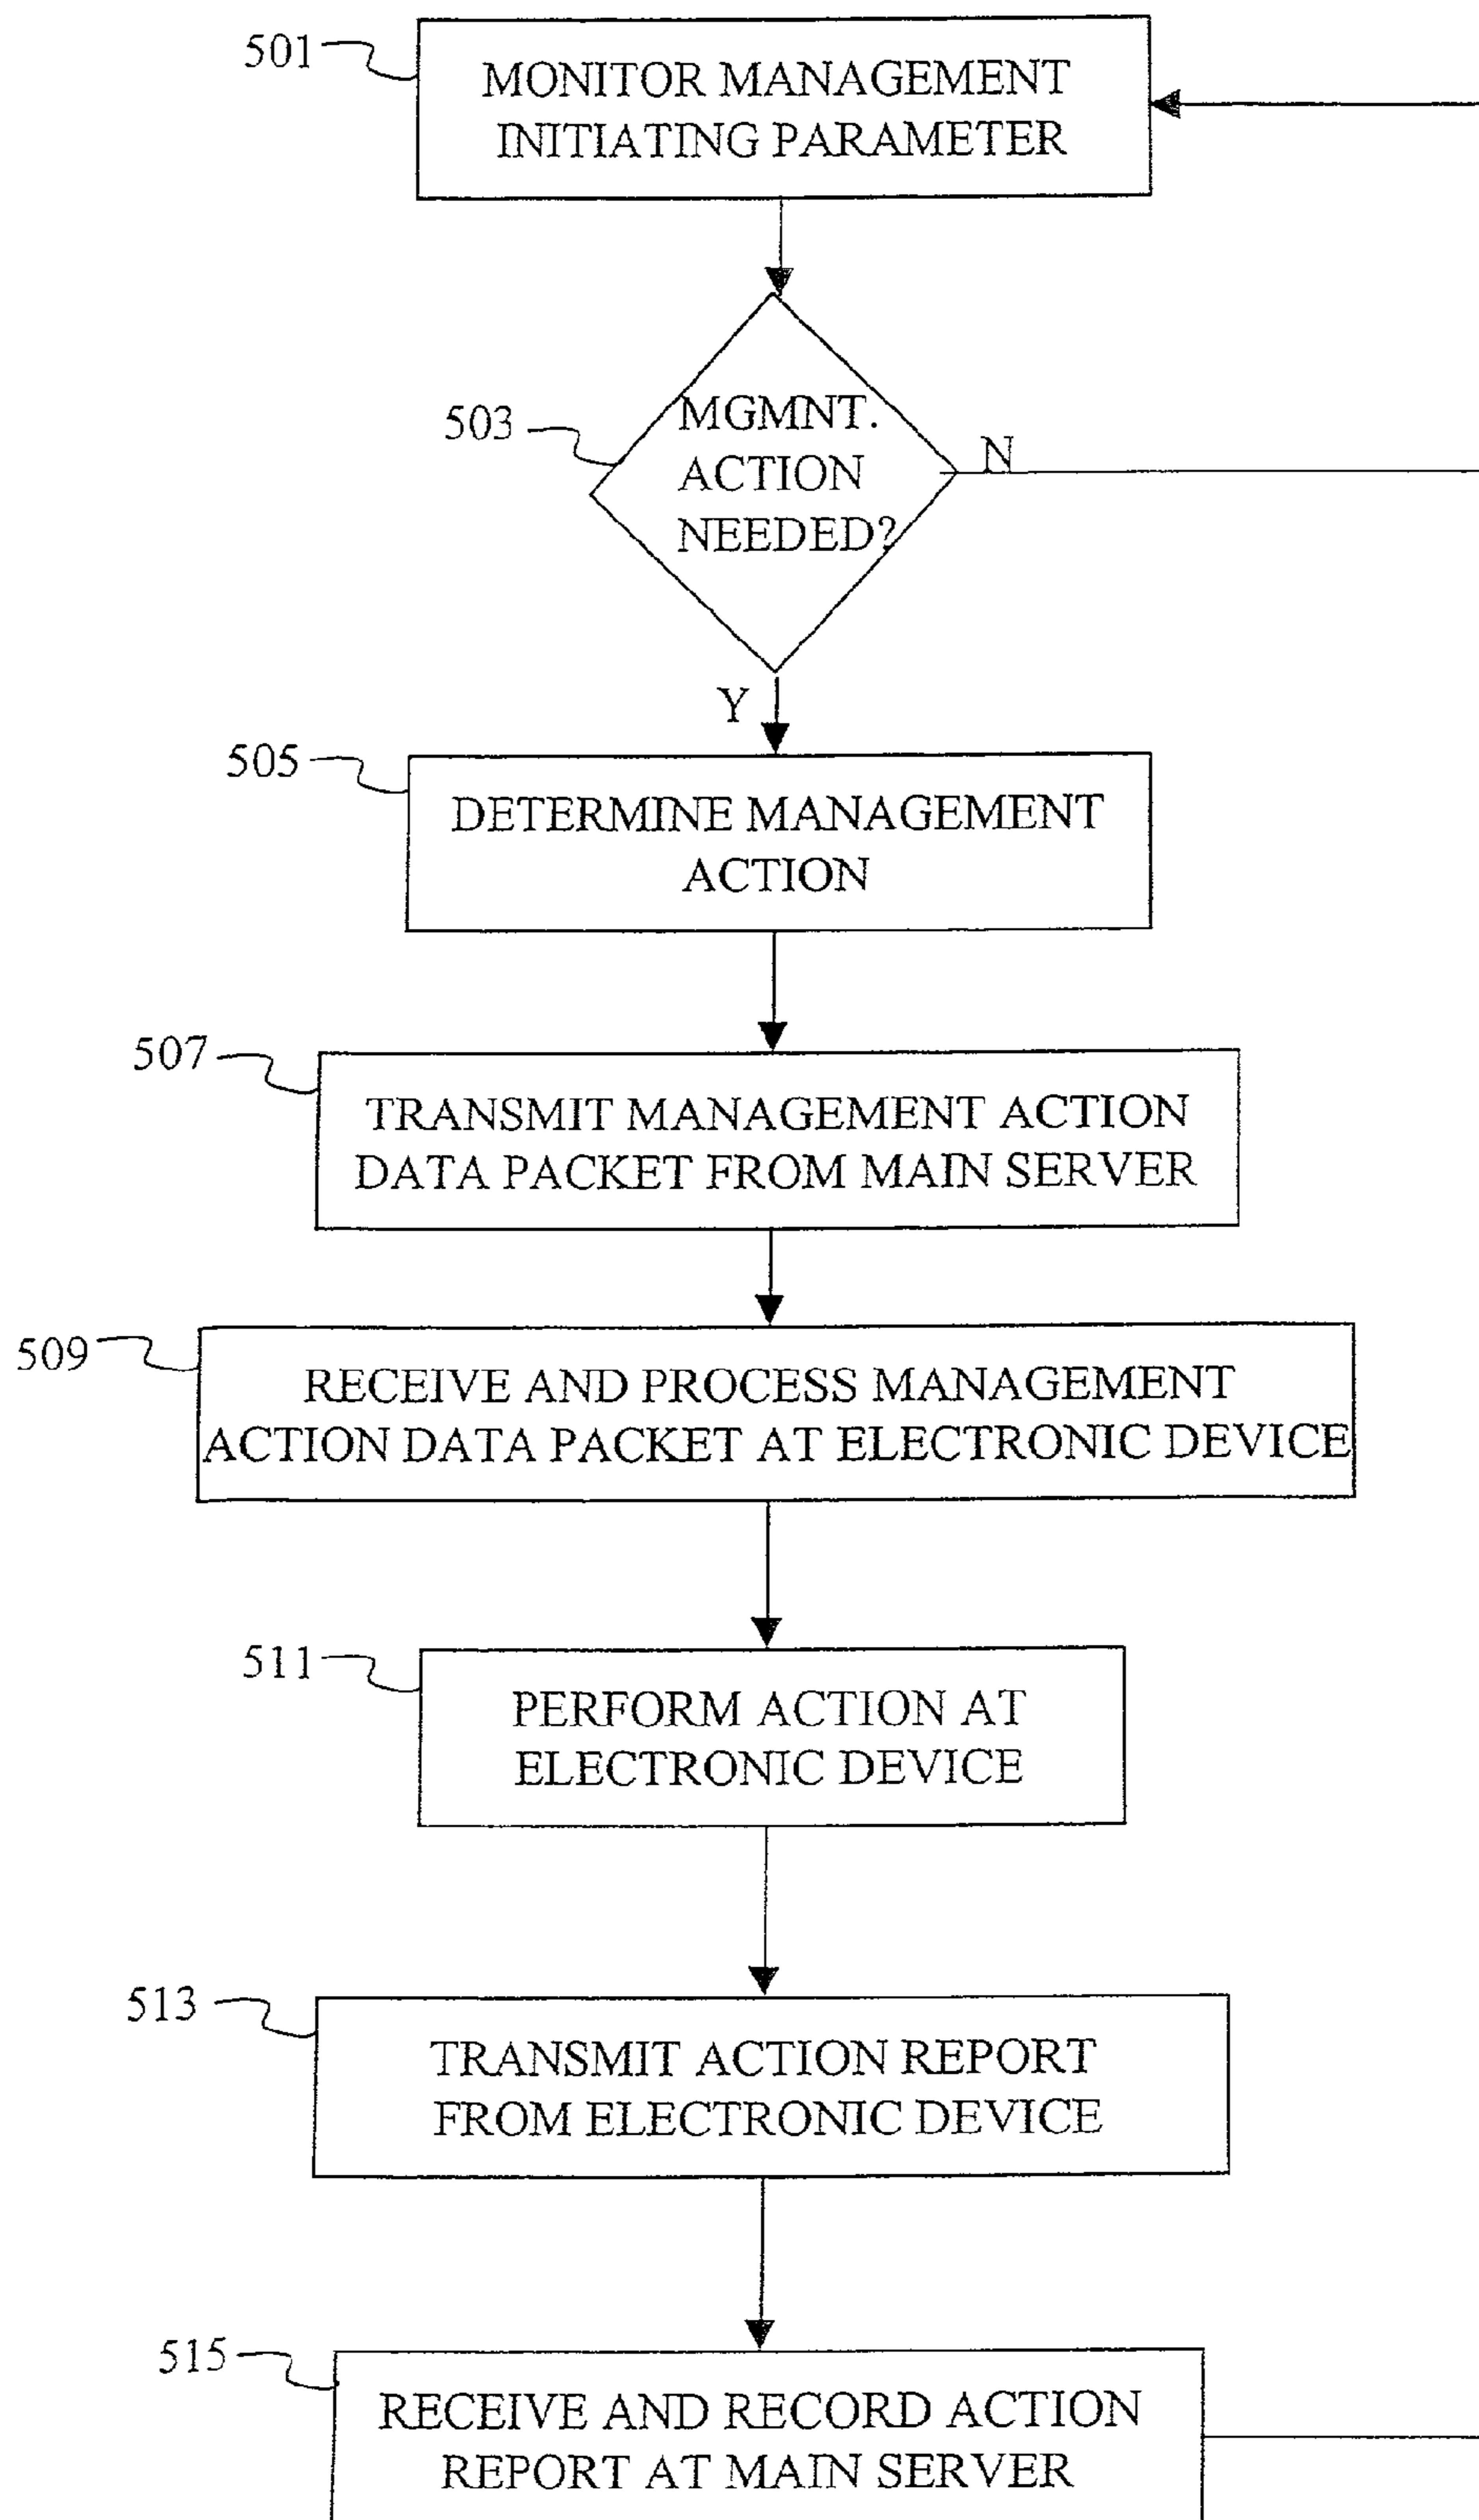 501
MONITOR MANAGEMENT
INITIATING PARAMETER
503
MGMNT.
ACTION
NEEDED?
N
Y
505
DETERMINE MANAGEMENT
ACTION
507
TRANSMIT MANAGEMENT ACTION
DATA PACKET FROM MAIN SERVER
509
RECEIVE AND PROCESS MANAGEMENT
ACTION DATA PACKET AT ELECTRONIC DEVICE
511
PERFORM ACTION AT
ELECTRONIC DEVICE
513
TRANSMIT ACTION REPORT
FROM ELECTRONIC DEVICE
515
RECEIVE AND RECORD ACTION
REPORT AT MAIN SERVER